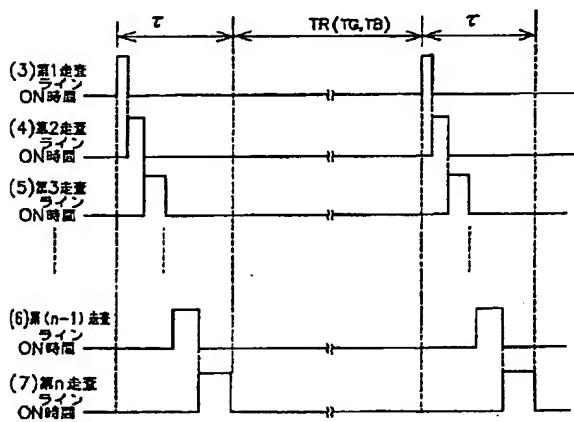 τ
TR(TG,TB)
τ
(3)第1走査
ライン
ON時間
(4)第2走査
ライン
ON時間
(5)第3走査
ライン
ON時間
(6)第(n-1)走査
ライン
ON時間
(7)第n走査
ライン
ON時間